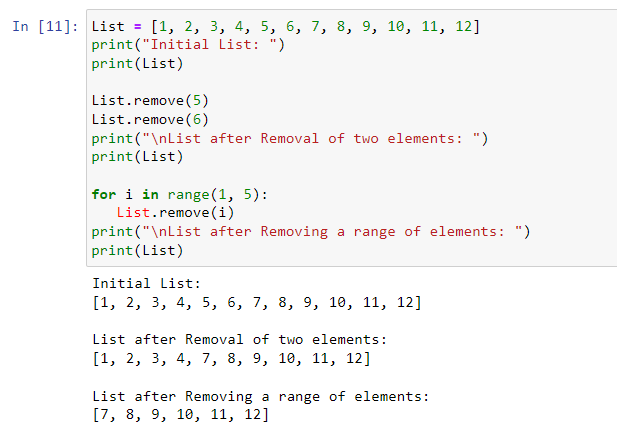 In [11]: List = [1, 2, 3, 4, 5, 6, 7, 8, 9, 10, 11, 12]
print("Initial List: ")
print(List)

List.remove(5)
List.remove(6)
print("\nList after Removal of two elements: ")
print(List)

for i in range(1, 5):
   List.remove(i)
print("\nList after Removing a range of elements: ")
print(List)

Initial List:
[1, 2, 3, 4, 5, 6, 7, 8, 9, 10, 11, 12]

List after Removal of two elements:
[1, 2, 3, 4, 7, 8, 9, 10, 11, 12]

List after Removing a range of elements:
[7, 8, 9, 10, 11, 12]